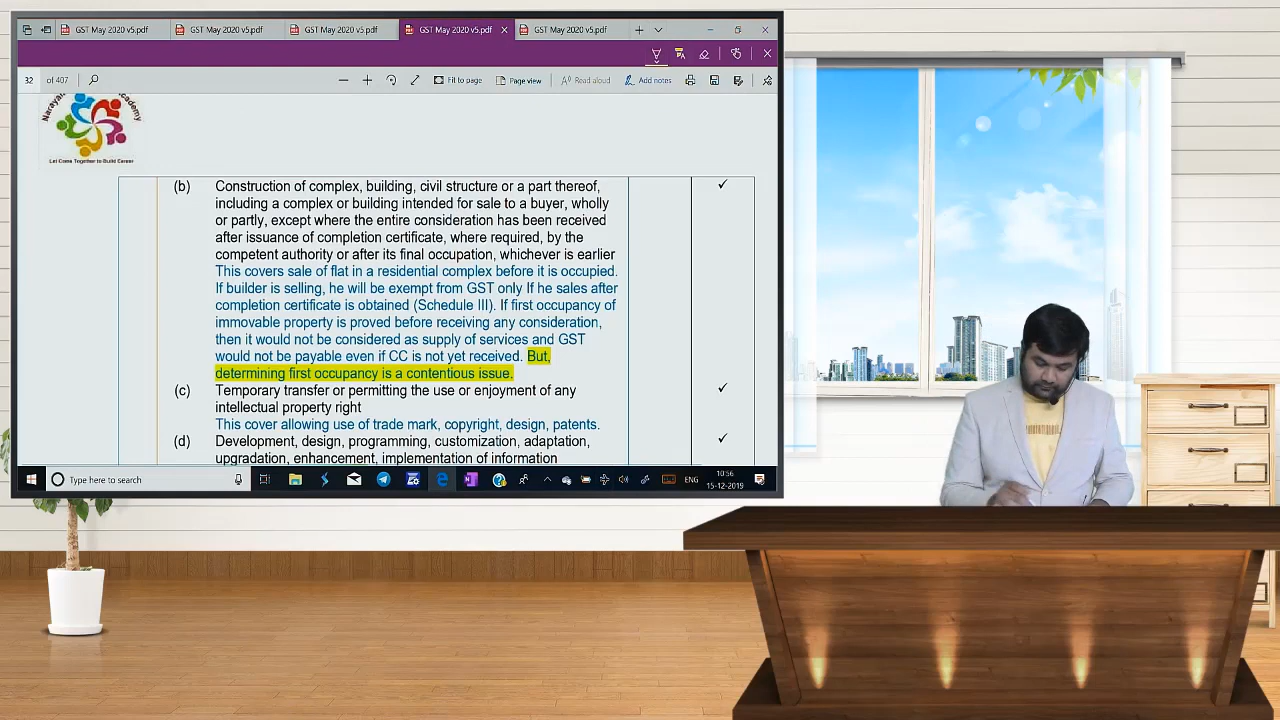 GST May 2020 v5.pdf
GST May 2020 v5.pdf
GST May 2020 v5.pdf
GST May 2020 v5.pdf
GST May 2020 v5.pdf
32 of 407
Fit to page
Page view
Read aloud
Add notes
Let Come Together to Build Career
(b) Construction of complex, building, civil structure or a part thereof,
including a complex or building intended for sale to a buyer, wholly
or partly, except where the entire consideration has been received
after issuance of completion certificate, where required, by the
competent authority or after its final occupation, whichever is earlier
This covers sale of flat in a residential complex before it is occupied.
If builder is selling, he will be exempt from GST only If he sales after
completion certificate is obtained (Schedule III). If first occupancy of
immovable property is proved before receiving any consideration,
then it would not be considered as supply of services and GST
would not be payable even if CC is not yet received. But,
determining first occupancy is a contentious issue.
(c) Temporary transfer or permitting the use or enjoyment of any
intellectual property right
This cover allowing use of trade mark, copyright, design, patents.
(d) Development, design, programming, customization, adaptation,
upgradation, enhancement, implementation of information
Type here to search
ENG
10:56
15-12-2019